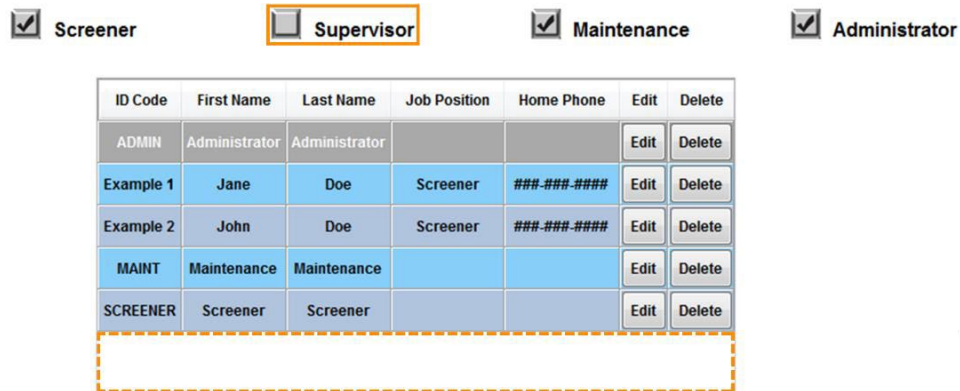 Screener Supervisor Maintenance Administrator
ID Code First Name Last Name Job Position Home Phone Edit Delete
ADMIN Administrator Administrator Edit Delete
Example 1 Jane Doe Screener ###-###-#### Edit Delete
Example 2 John Doe Screener ###-###-#### Edit Delete
MAINT Maintenance Maintenance Edit Delete
SCREENER Screener Screener Edit Delete